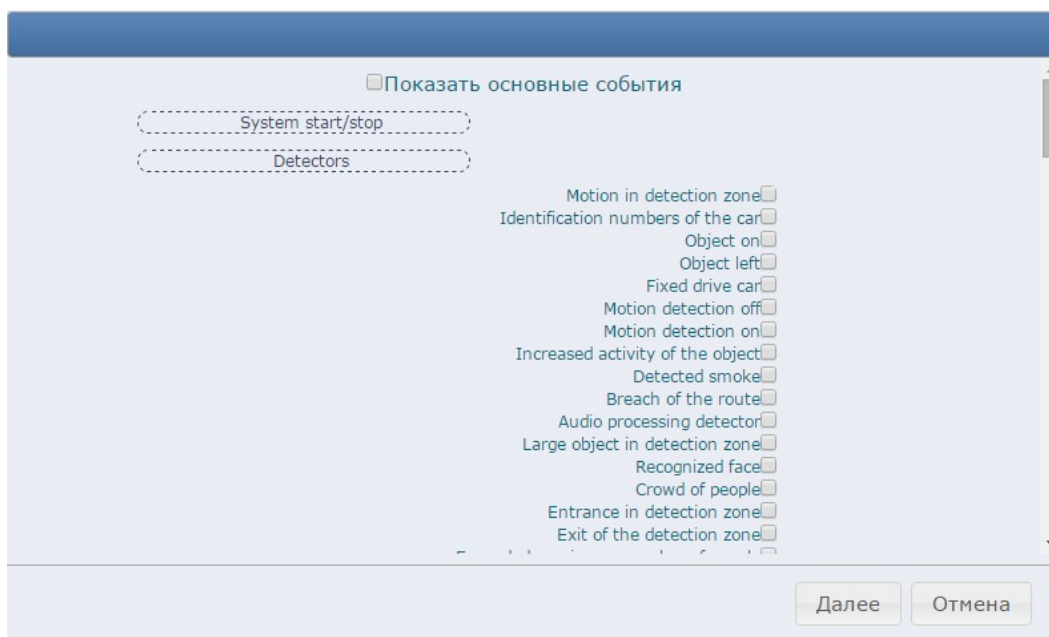 Показать основные события
System start/stop
Detectors
Motion in detection zone
Identification numbers of the car
Object on
Object left
Fixed drive car
Motion detection off
Motion detection on
Increased activity of the object
Detected smoke
Breach of the route
Audio processing detector
Large object in detection zone
Recognized face
Crowd of people
Entrance in detection zone
Exit of the detection zone
Далее
Отмена